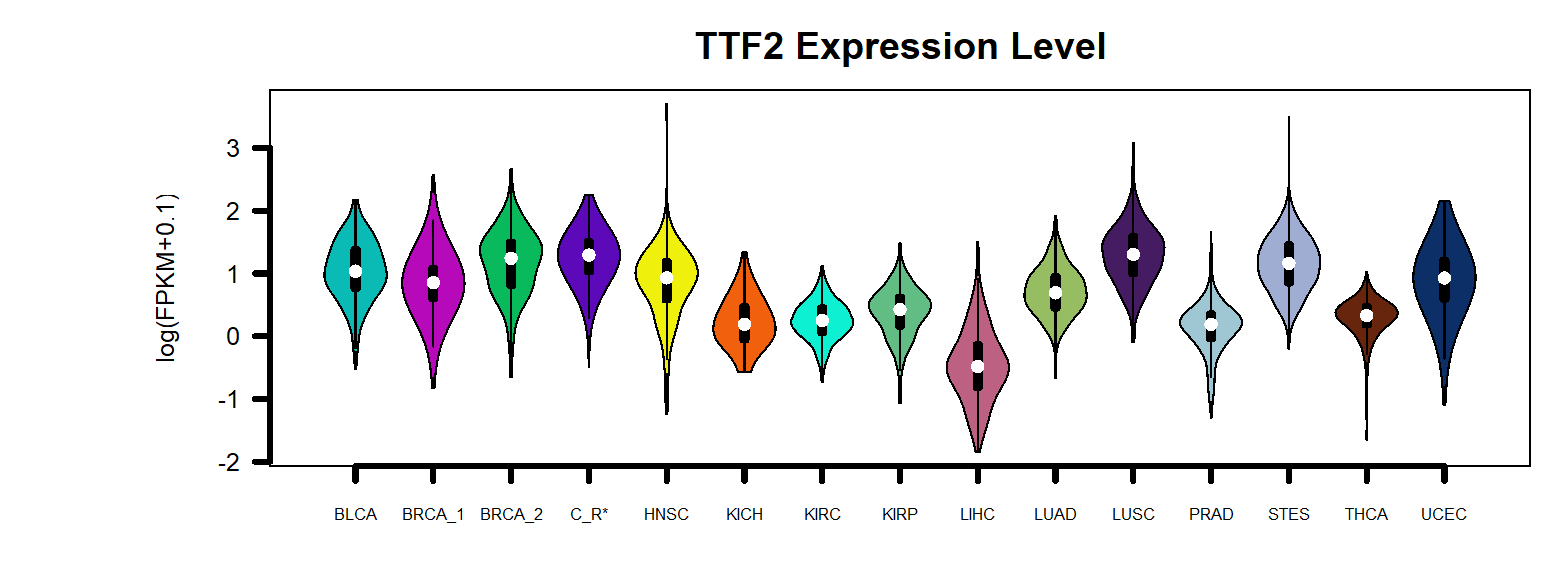 TTF2 Expression Level
log(FPKM+0.1)
3
2
1
0
-1
-2
BLCA BRCA_1 BRCA_2 C_R* HNSC KICH KIRC KIRP LIHC LUAD LUSC PRAD STES THCA UCEC